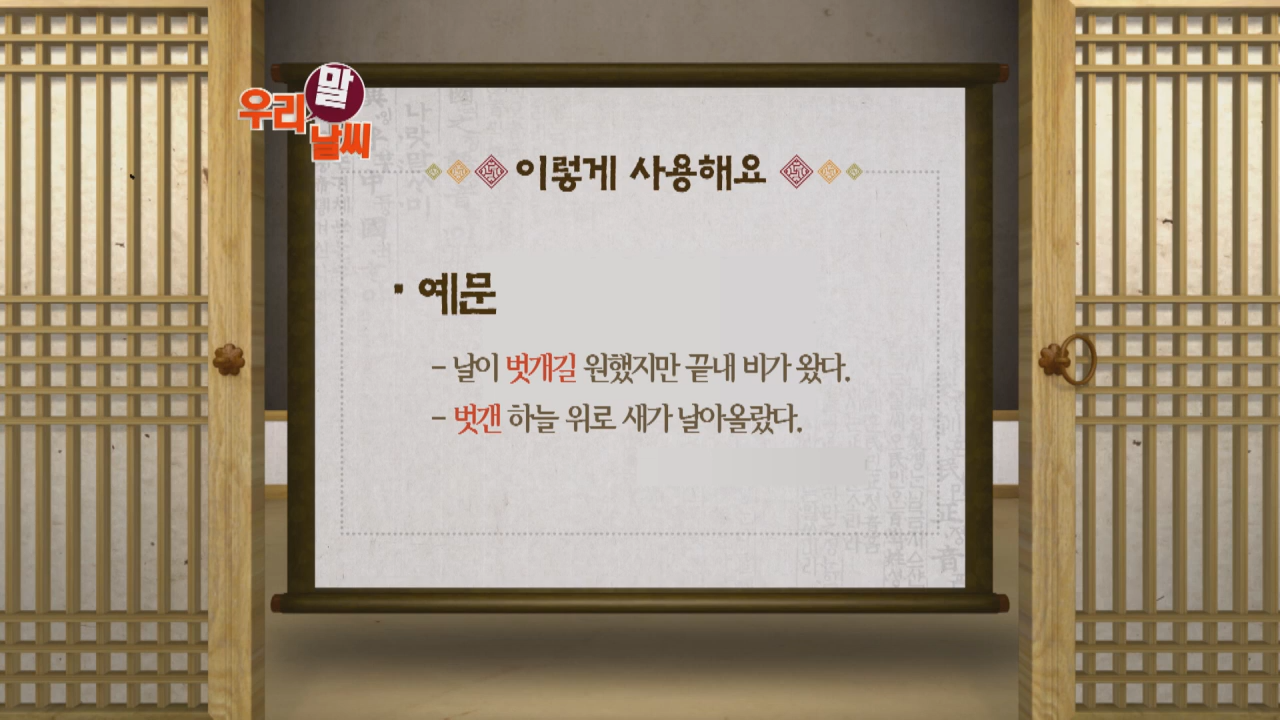 우리말
날씨
이렇게 사용해요
· 예문
- 날이 벗개길 원했지만 끝내 비가 왔다.
- 벗갠 하늘 위로 새가 날아올랐다.